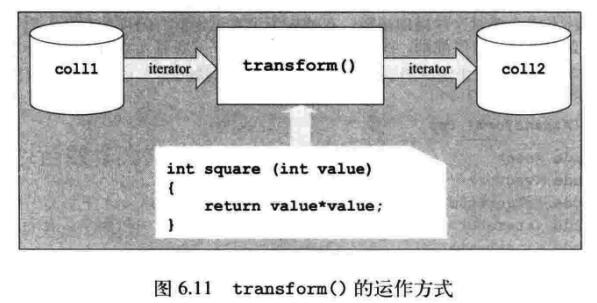 coll1
iterator
transform()
iterator
coll2
int square (int value)
{
return value*value;
}
图 6.11 transform() 的运作方式